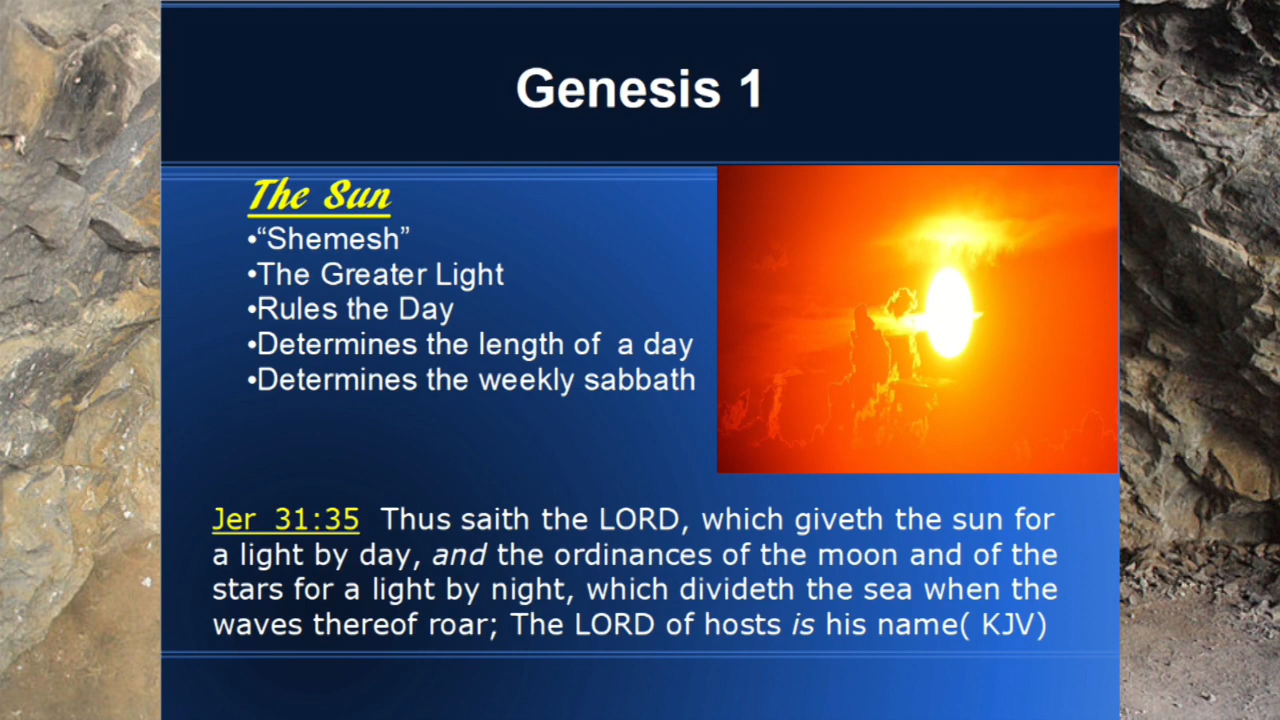 Genesis 1
The Sun
•“Shemesh”
•The Greater Light
•Rules the Day
•Determines the length of  a day
•Determines the weekly sabbath
Jer  31:35  Thus saith the LORD, which giveth the sun for
a light by day, and the ordinances of the moon and of the
stars for a light by night, which divideth the sea when the
waves thereof roar; The LORD of hosts is his name( KJV)